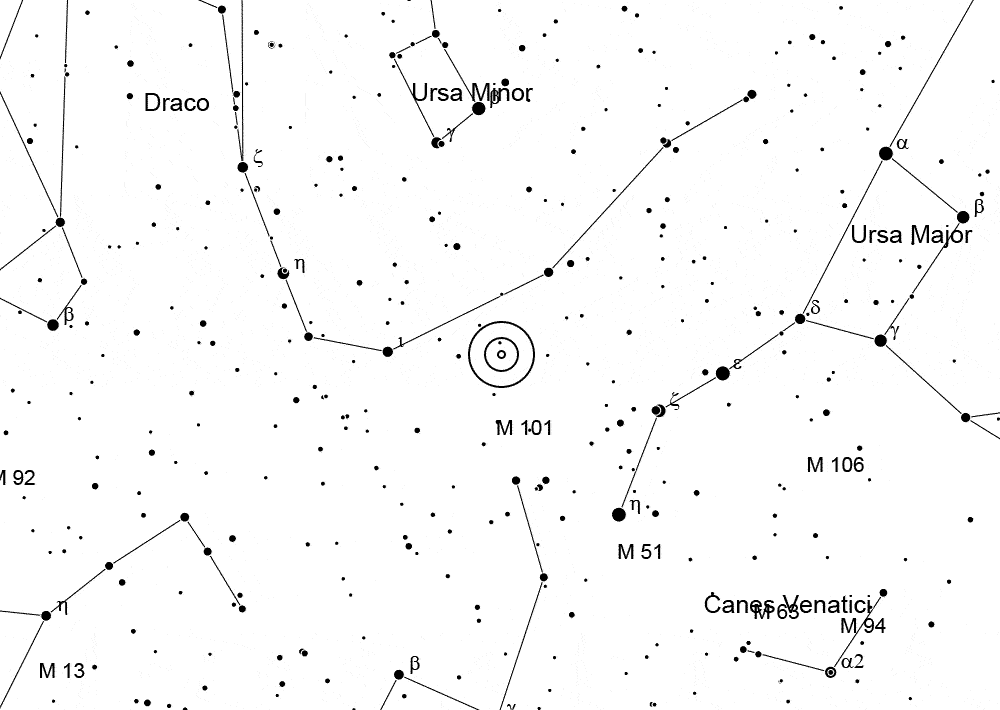 Ursa Minor
β
Draco
γ
α
ζ
β
Ursa Major
η
δ
β
ι
γ
ε
ζ
M 101
M 106
M 92
η
M 51
η
Canes Venatici
M 63
M 94
β
α2
M 13
γ